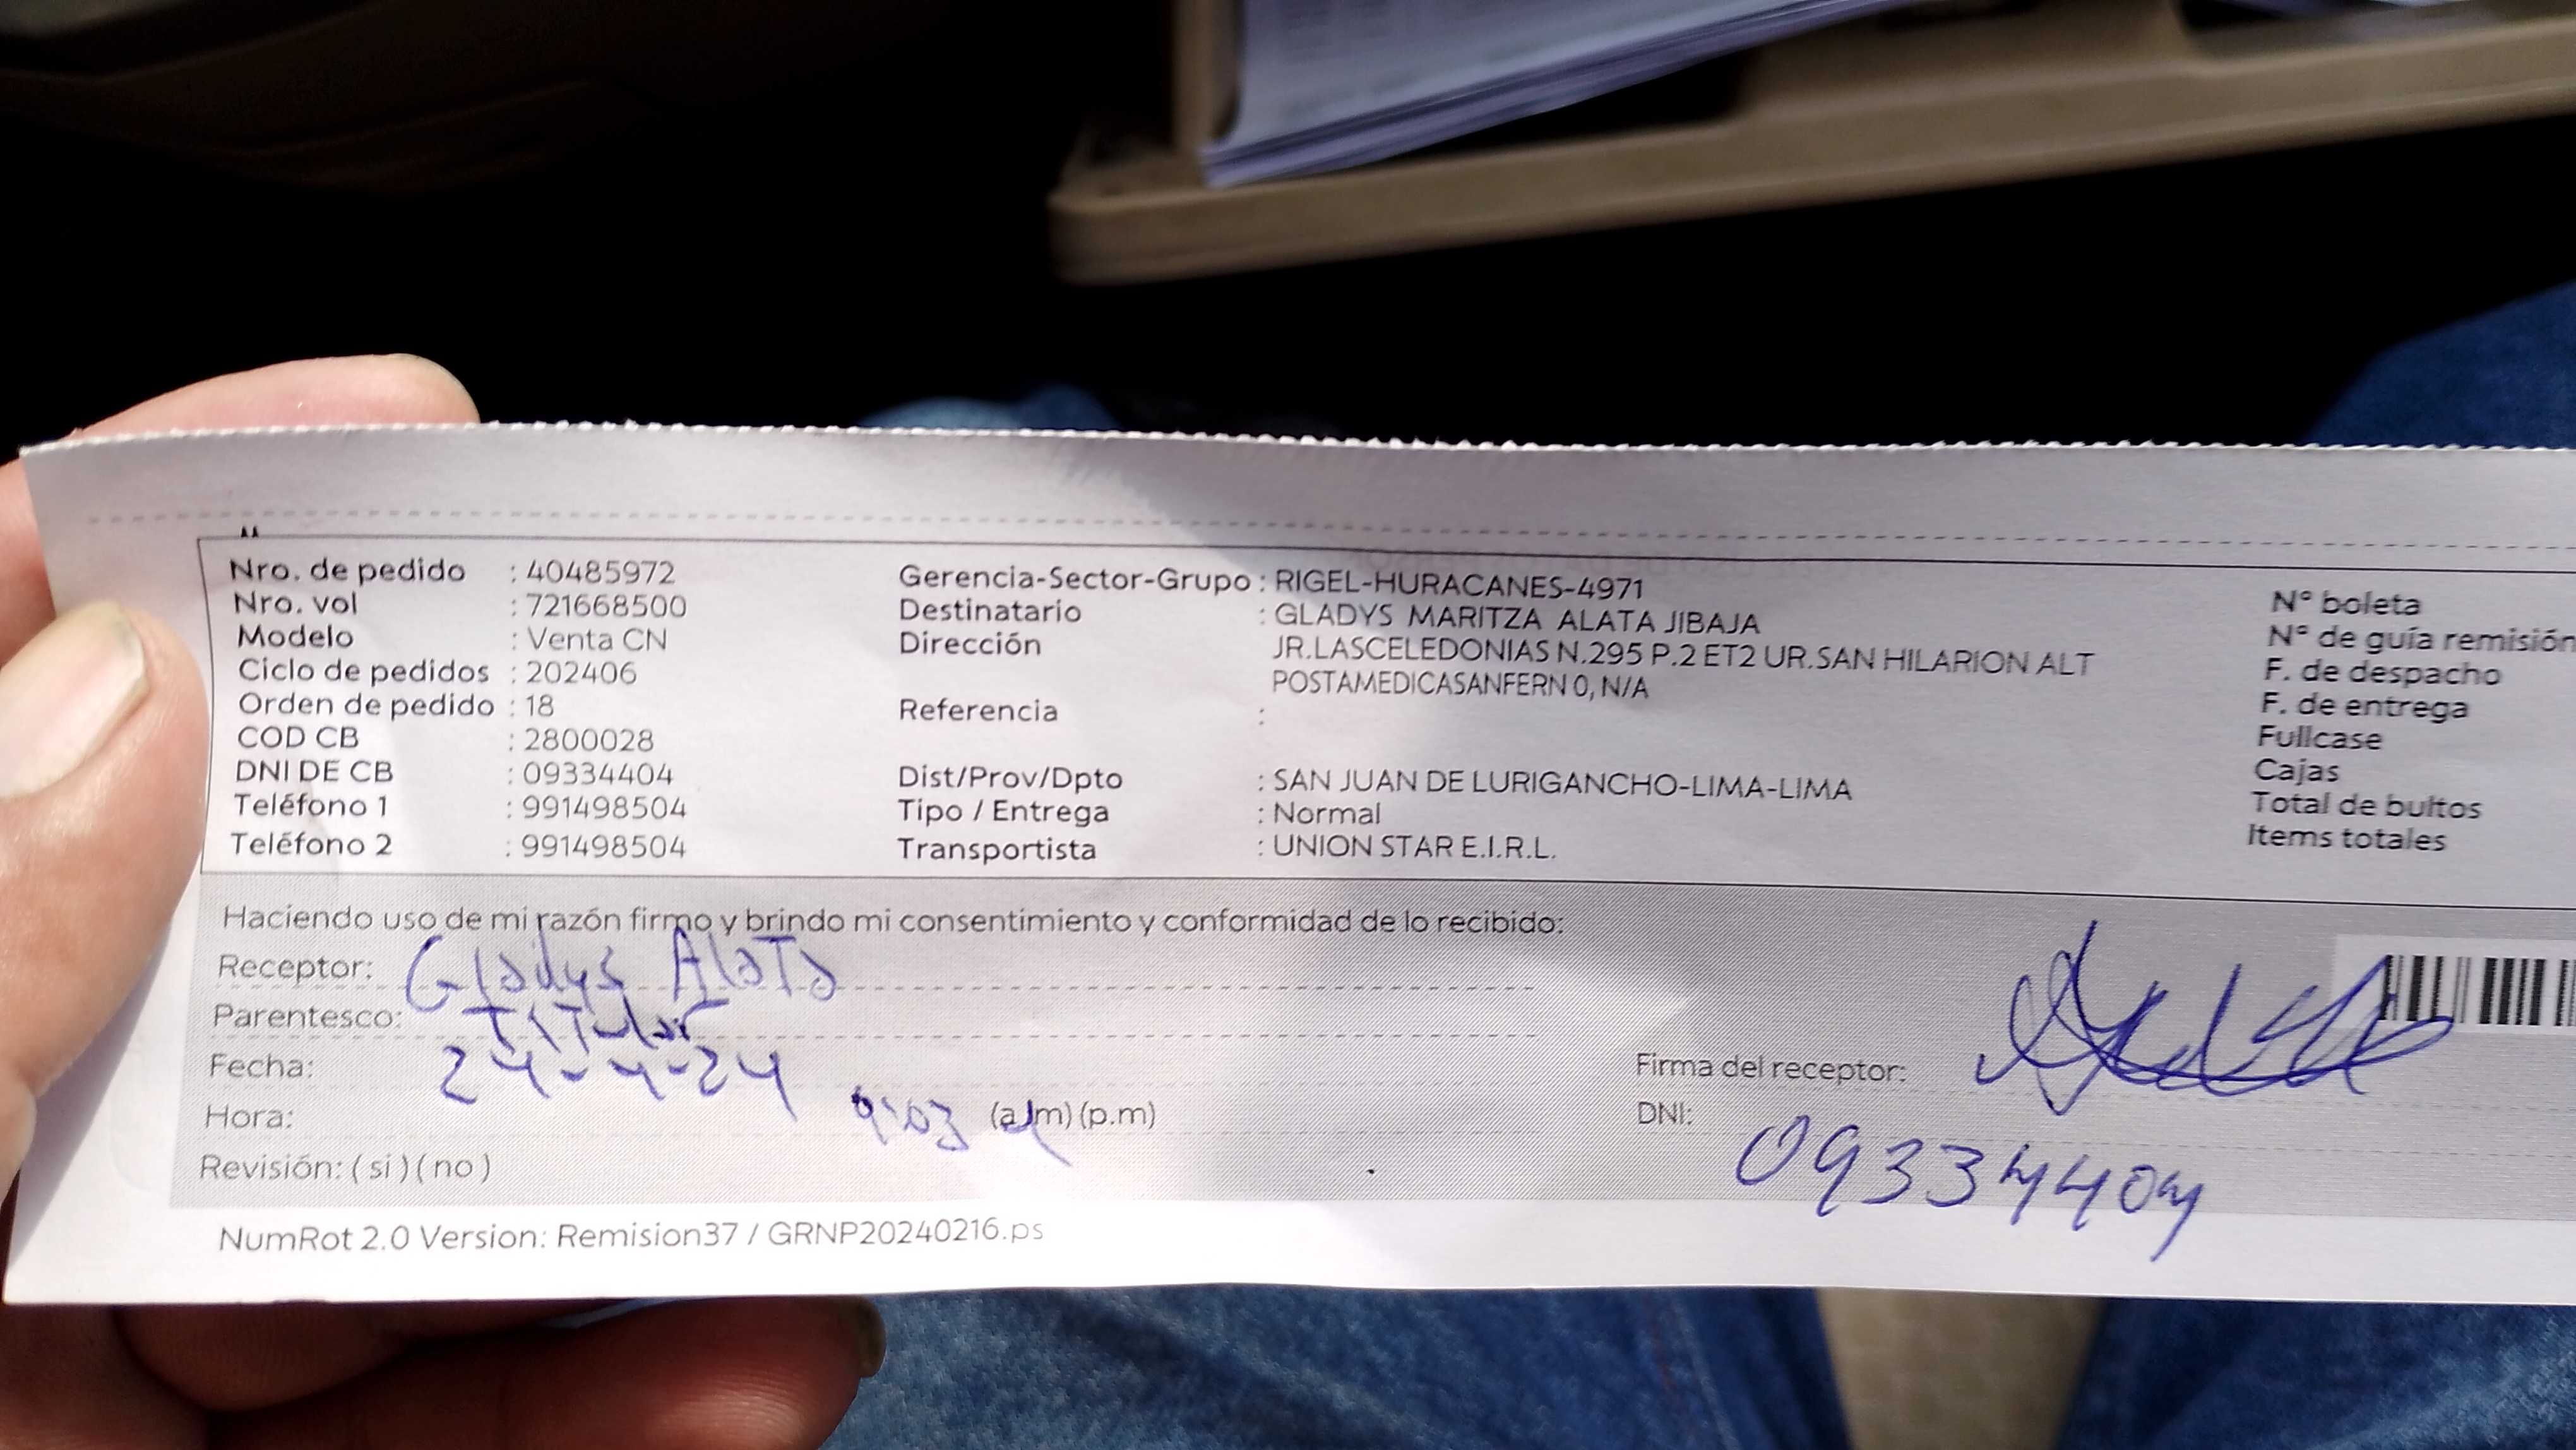 Nro. de pedido : 40485972
Nro. vol : 721668500
Modelo : Venta CN
Ciclo de pedidos : 202406
Orden de pedido : 18
COD CB : 2800028
DNI DE CB : 09334404
Teléfono 1 : 991498504
Teléfono 2 : 991498504
Gerencia-Sector-Grupo : RIGEL-HURACANES-4971
Destinatario : GLADYS MARITZA ALATA JIBAJA
Dirección JR.LASCELEDONIAS N.295 P.2 ET2 UR.SAN HILARION ALT
POSTAMEDICASANFERN 0, N/A
Referencia :
Dist/Prov/Dpto : SAN JUAN DE LURIGANCHO-LIMA-LIMA
Tipo / Entrega : Normal
Transportista : UNION STAR E.I.R.L.
N° boleta
N° de guía remisión
F. de despacho
F. de entrega
Fullcase
Cajas
Total de bultos
Items totales
Haciendo uso de mi razón firmo y brindo mi consentimiento y conformidad de lo recibido:
Receptor: Gladys Alata
Parentesco: Titular
Fecha: 24-4-24
Hora: 9:03 (a.m) (p.m)
Revisión: ( si ) ( no )
Firma del receptor:
DNI: 09334404
NumRot 2.0 Version: Remision37 / GRNP20240216.ps